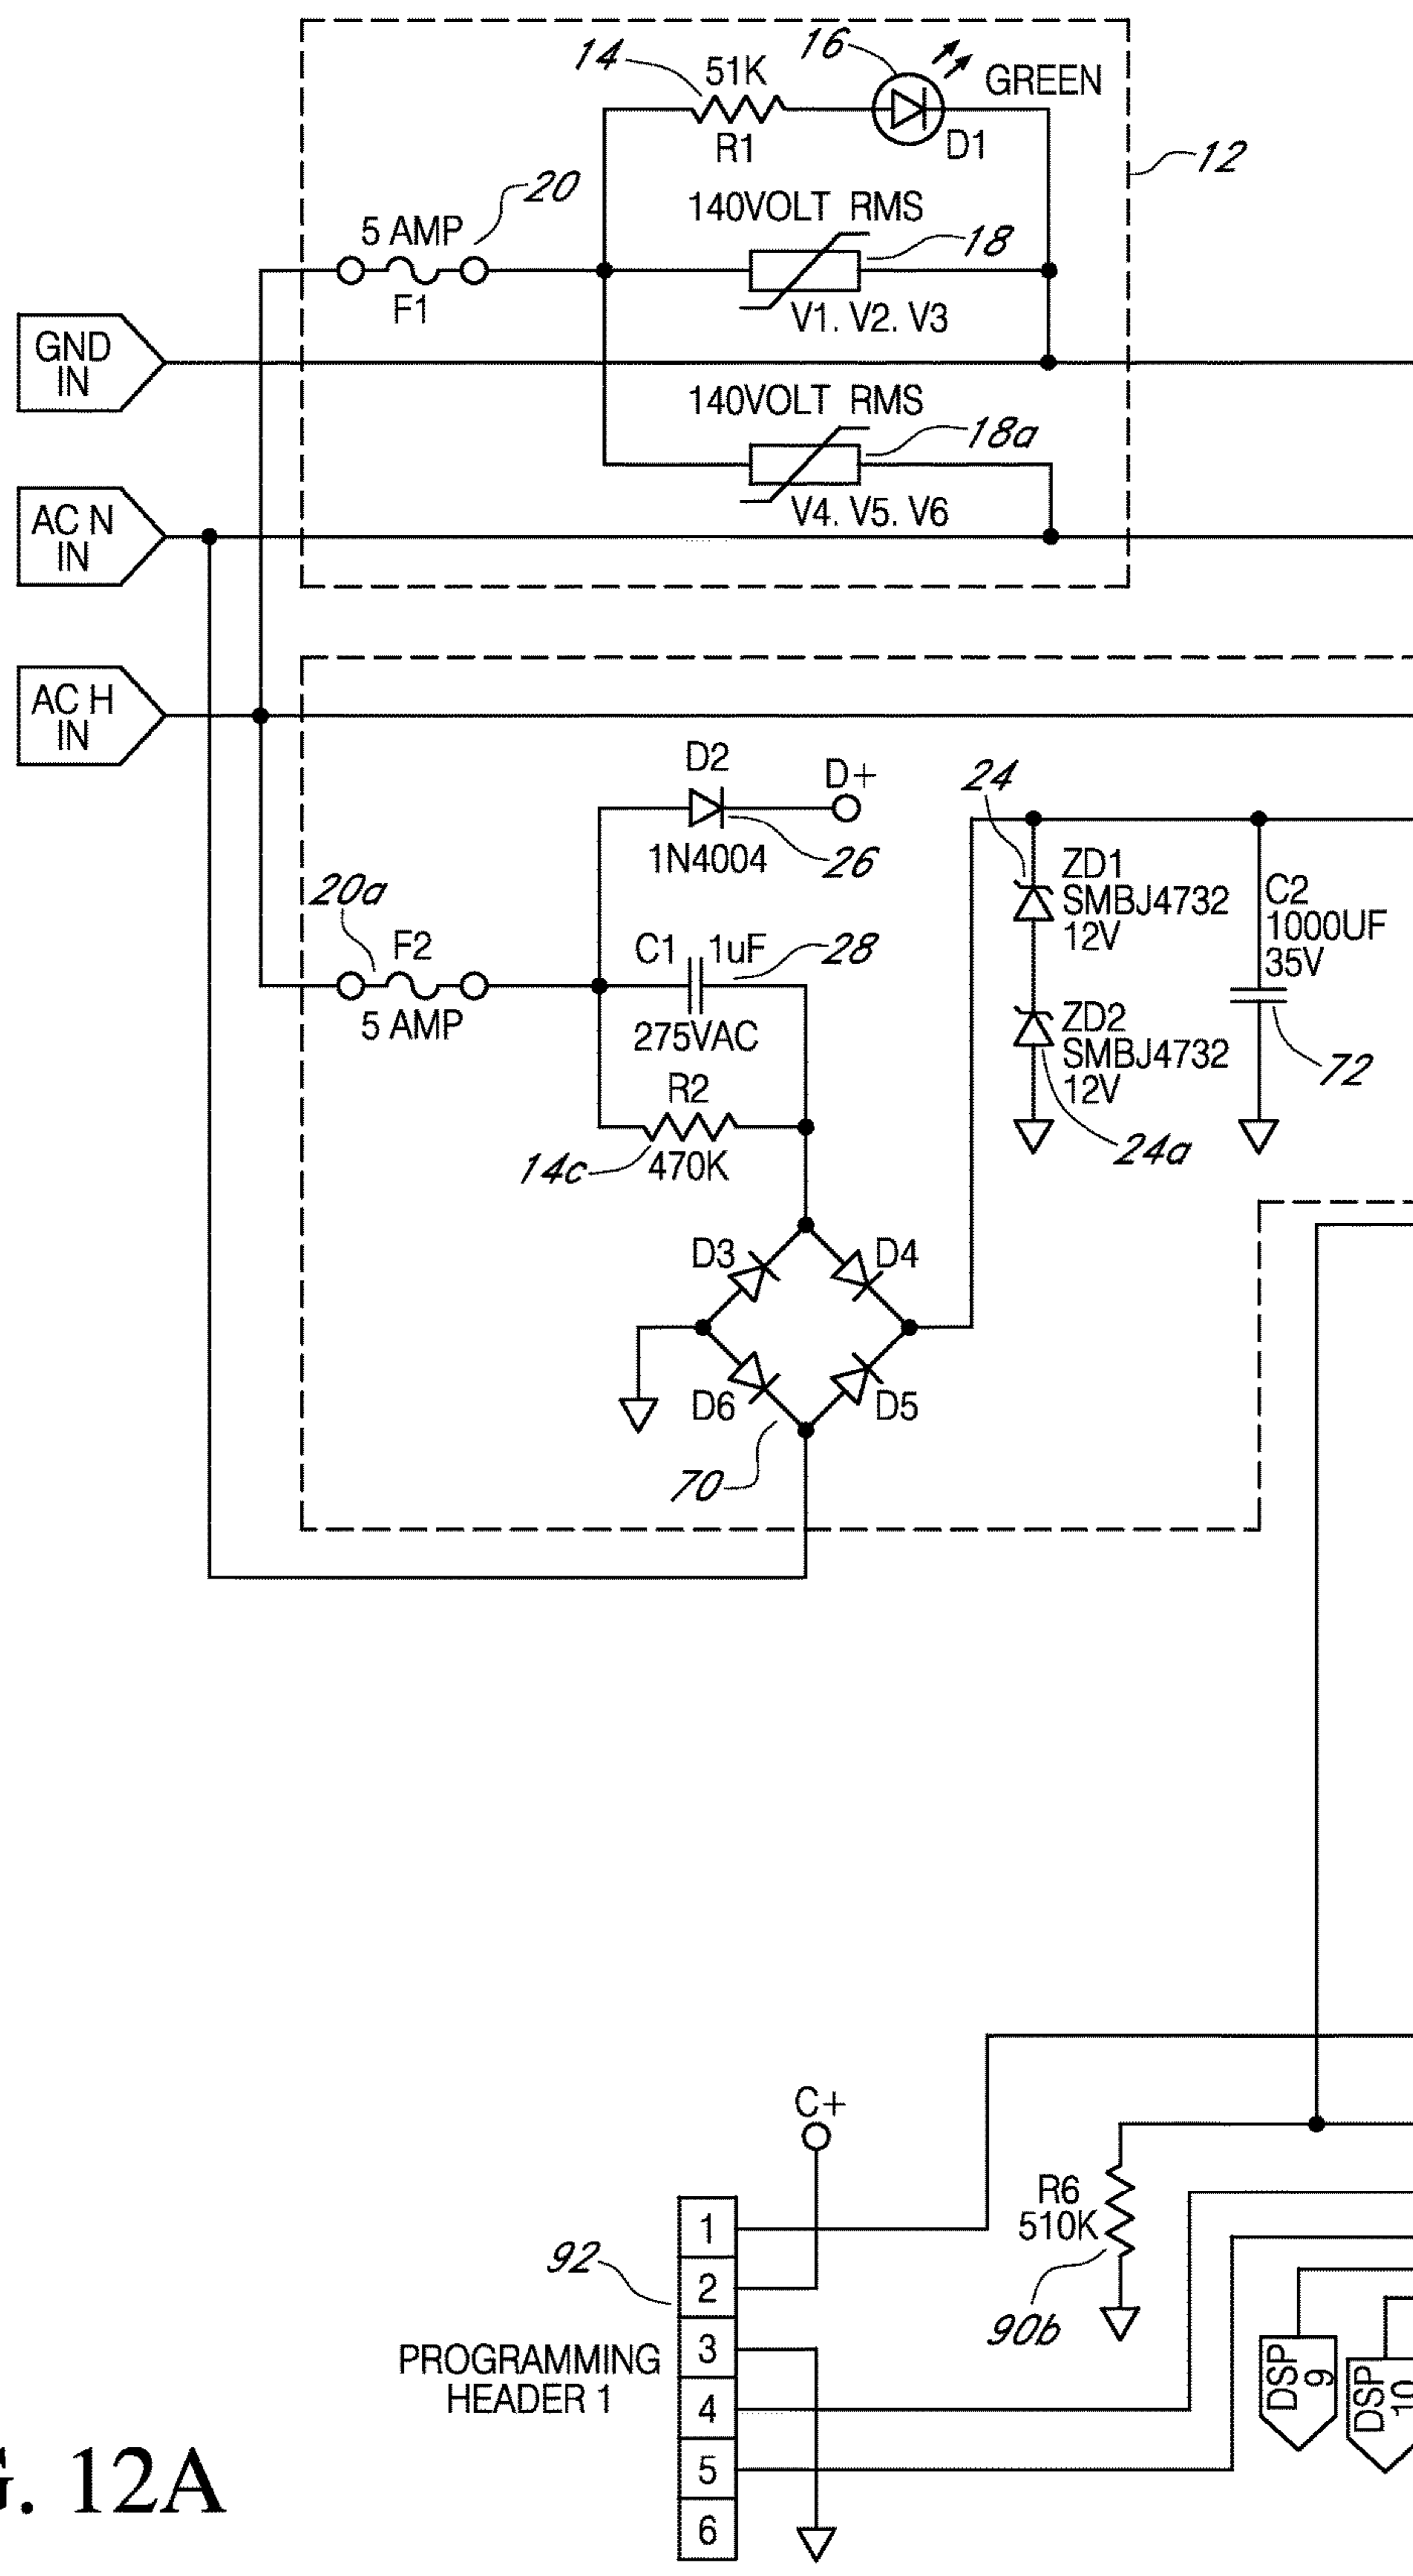 14
51K
R1
16
GREEN
D1
12
20
5 AMP
F1
140VOLT RMS
18
V1. V2. V3
GND
IN
140VOLT RMS
18a
V4. V5. V6
AC N
IN
AC H
IN
D2
D+
1N4004
26
24
ZD1
SMBJ4732
12V
C2
1000UF
35V
20a
F2
5 AMP
C1
1uF
28
275VAC
ZD2
SMBJ4732
12V
72
24a
R2
14c
470K
D3
D4
D6
D5
70
C+
R6
510K
90b
92
PROGRAMMING
HEADER 1
1
2
3
4
5
6
DSP
9
DSP
10
G. 12A